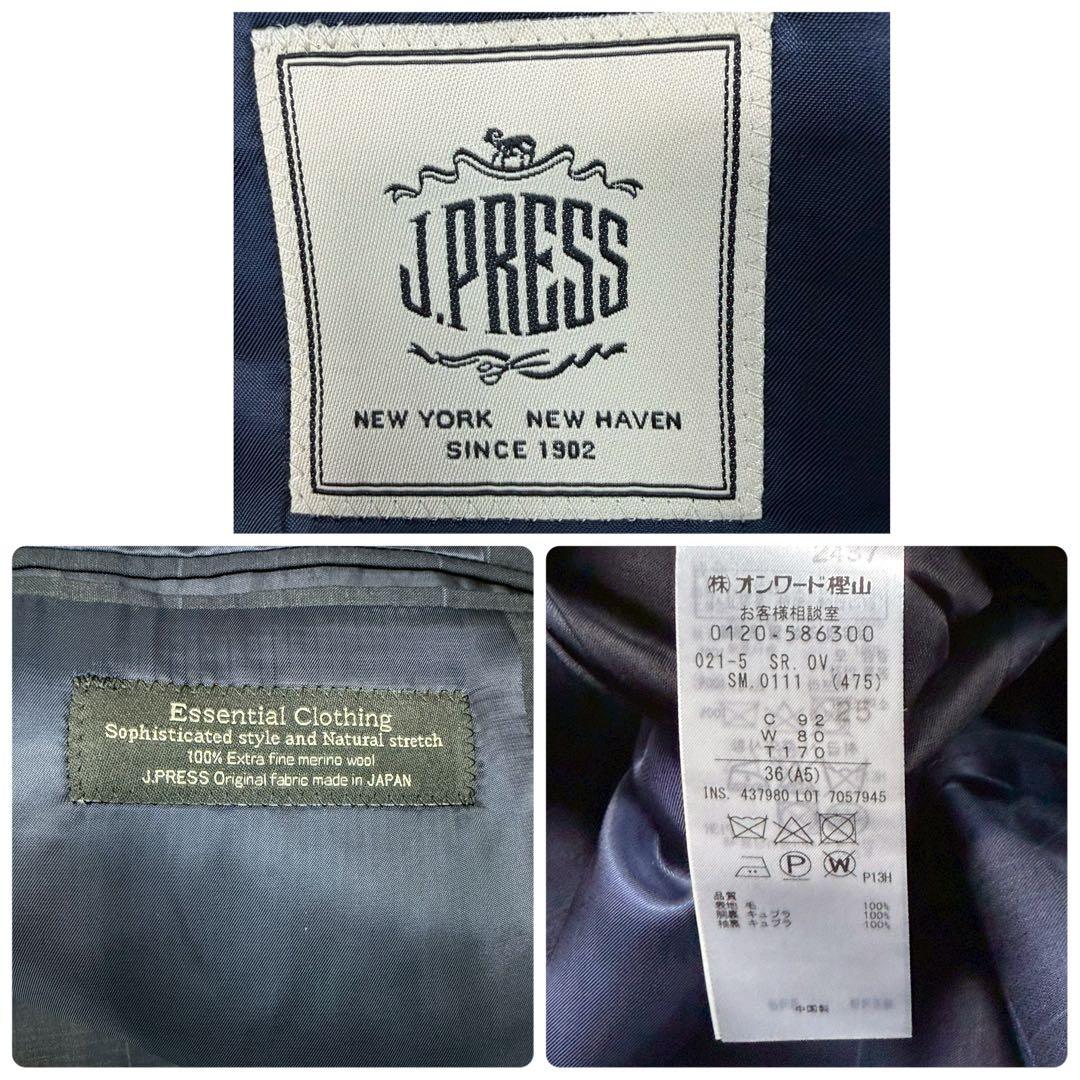 J.PRESS
NEW YORK NEW HAVEN
SINCE 1902
Essential Clothing
Sophisticated style and Natural stretch
100% Extra fine merino wool
J.PRESS Original fabric made in JAPAN
2437
㈱オンワード樫山
お客様相談室
0120-586300
021-5 SR. OV,
SM. 0111 (475)
C 92
W 80
T170
36(A5)
INS. 437980 LOT 7057945
P
W
P13H
品質
表地 毛 100%
胴裏 キュプラ 100%
袖裏 キュプラ 100%
中国製